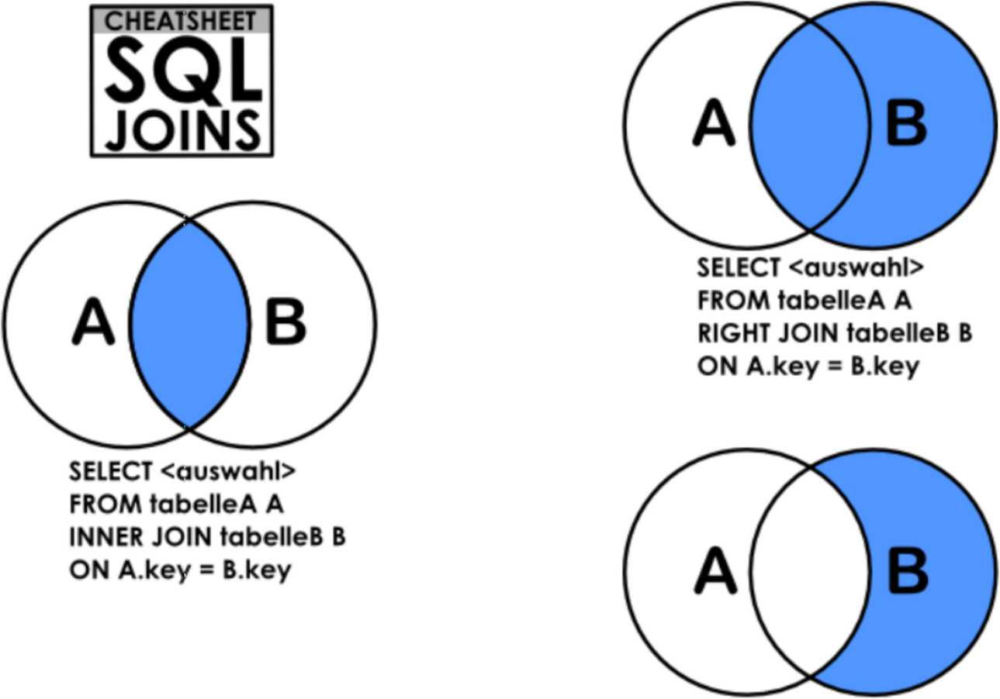 CHEATSHEET
SQL
JOINS
A B
SELECT <auswahl>
FROM tabelleA A
INNER JOIN tabelleB B
ON A.key = B.key
A B
SELECT <auswahl>
FROM tabelleA A
RIGHT JOIN tabelleB B
ON A.key = B.key
A B